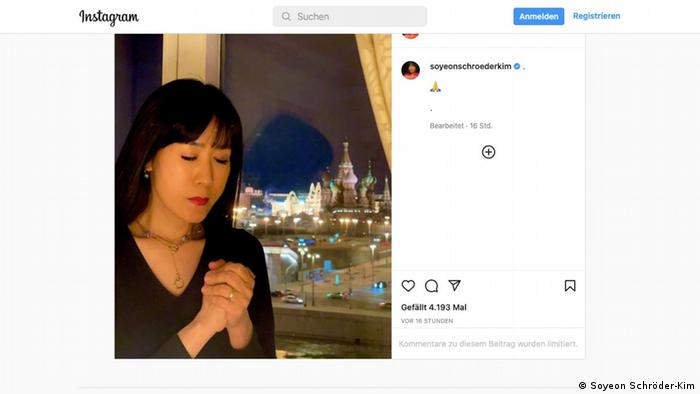 Instagram
Suchen
Anmelden
Registrieren
soyeonschroederkim .
🙏
.
Bearbeitet · 16 Std.
Gefällt 4.193 Mal
VOR 16 STUNDEN
Kommentare zu diesem Beitrag wurden limitiert.
© Soyeon Schröder-Kim